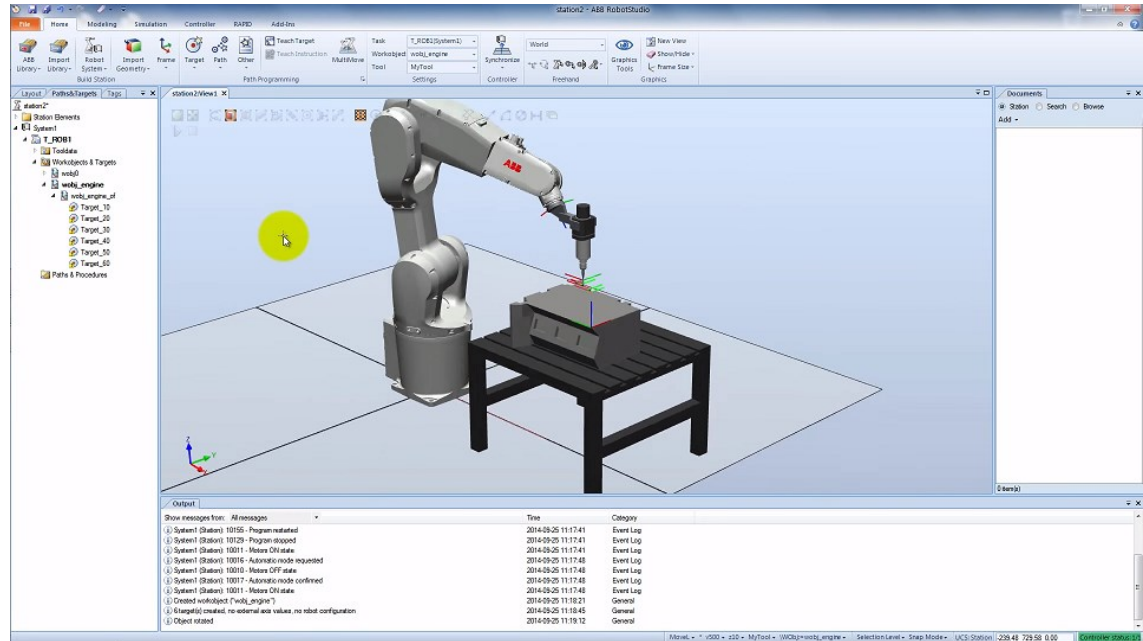 station2 - ABB RobotStudio
File Home Modeling Simulation Controller RAPID Add-Ins
ABB Library
Import Library
Robot System
Import Geometry
Frame
Target
Path
Other
Teach Target
Teach Instruction
MultiMove
Task T_ROB1(System1)
Workobject wobj_engine
Tool MyTool
Synchronize
World
Graphics Tools
New View
Show/Hide
Frame Size
Build Station Path Programming Settings Controller Freehand Graphics
Layout Paths&Targets Tags
station2:View1
Documents
station2*
Station Elements
System1
T_ROB1
Tooldata
Workobjects & Targets
wobj0
wobj_engine
wobj_engine_of
Target_10
Target_20
Target_30
Target_40
Target_50
Target_60
Paths & Procedures
ABB
Z
Y
X
Station Search Browse
Add
0 item(s)
Output
Show messages from: All messages Time Category
System1 (Station): 10155 - Program restarted 2014-09-25 11:17:41 Event Log
System1 (Station): 10129 - Program stopped 2014-09-25 11:17:41 Event Log
System1 (Station): 10011 - Motors ON state 2014-09-25 11:17:41 Event Log
System1 (Station): 10016 - Automatic mode requested 2014-09-25 11:17:48 Event Log
System1 (Station): 10010 - Motors OFF state 2014-09-25 11:17:48 Event Log
System1 (Station): 10017 - Automatic mode confirmed 2014-09-25 11:17:48 Event Log
System1 (Station): 10011 - Motors ON state 2014-09-25 11:17:48 Event Log
Created workobject ("wobj_engine") 2014-09-25 11:18:21 General
6 target(s) created, no external axis values, no robot configuration 2014-09-25 11:18:45 General
Object rotated 2014-09-25 11:19:12 General
MoveL * v500 z10 MyTool \WObj:=wobj_engine Selection Level Snap Mode UCS: Station -239.48 729.58 0.00 Controller status: 1/1